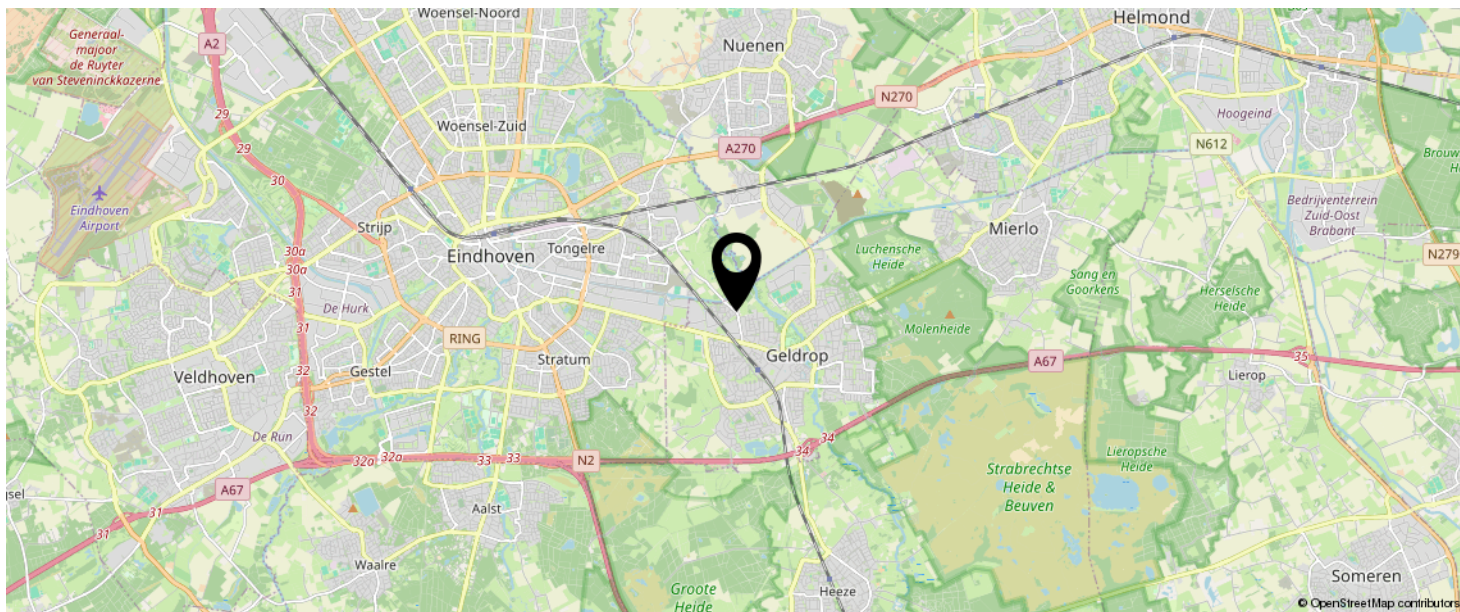 Woensel-Noord
Helmond
Generaal-
majoor
de Ruyter
van Steveninckkazerne
A2
Nuenen
N270
Hoogeind
29
Woensel-Zuid
A270
N612
29
30
Eindhoven
Airport
Strijp
Tongelre
Eindhoven
Mierlo
Bedrijventerrein
Zuid-Oost
Brabant
N279
30a
30a
Luchensche
Heide
Sang en
Goorkens
Herselsche
Heide
31
De Hurk
31
RING
Molenheide
Stratum
Geldrop
A67
35
Veldhoven
32
Gestel
Lierop
32
De Run
34
34
32a
32a
33
33
N2
Lieropsche
Heide
Strabrechtse
Heide &
Beuven
A67
31
31
Aalst
Waalre
Groote
Heide
Heeze
Someren
© OpenStreetMap contributors